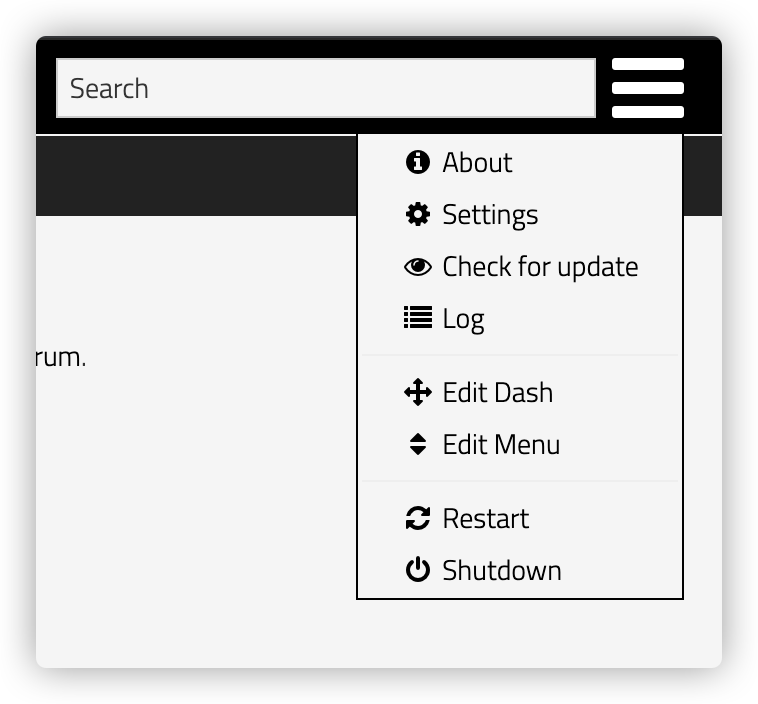 Search
About
Settings
Check for update
Log
rum.
Edit Dash
Edit Menu
Restart
Shutdown